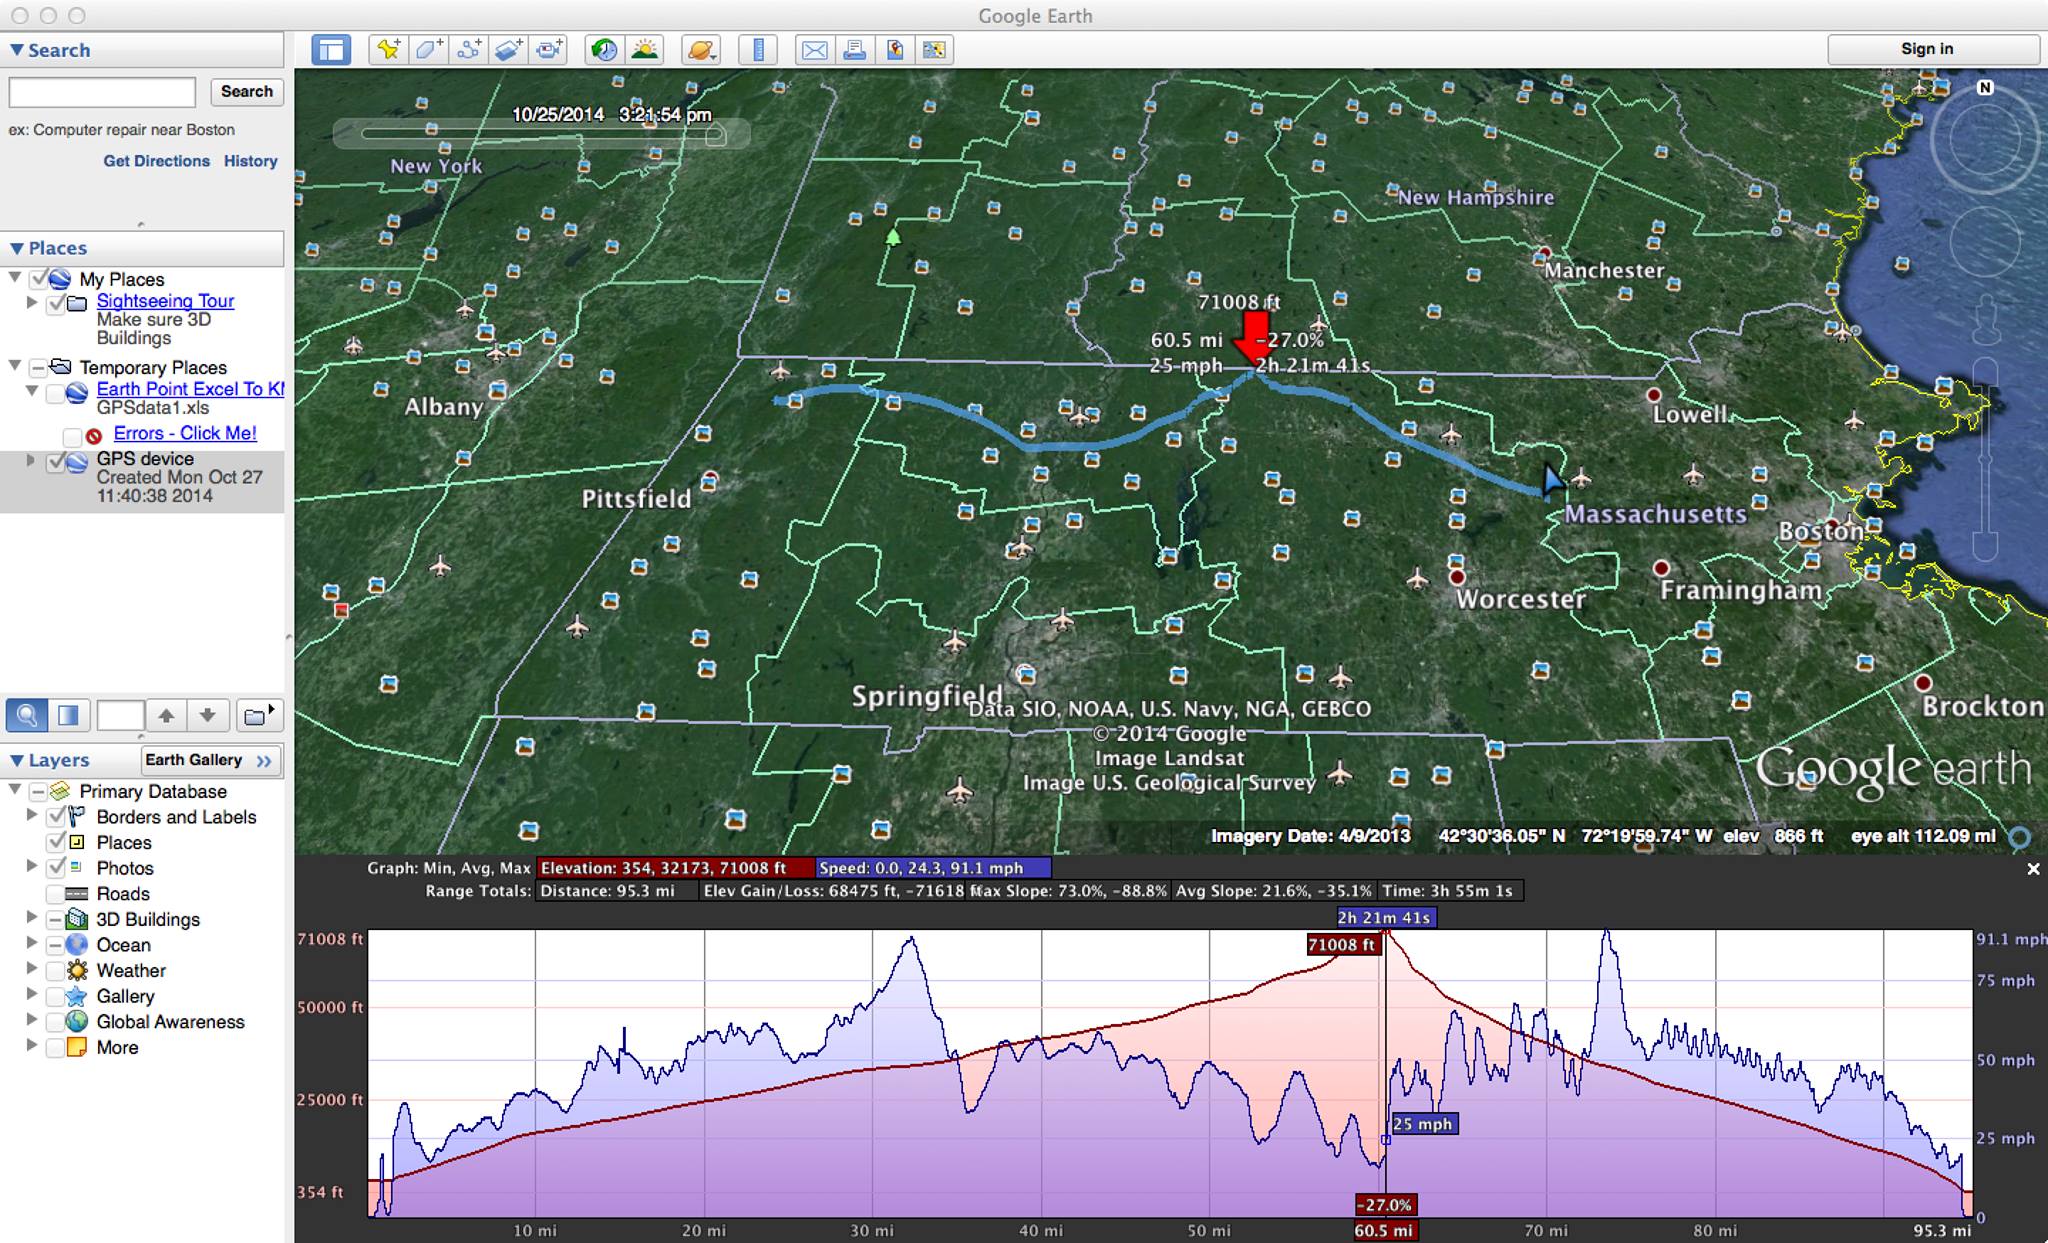 Google Earth
Search
Sign in
Search
ex: Computer repair near Boston
Get Directions History
Places
My Places
Sightseeing Tour
Make sure 3D
Buildings
Temporary Places
Earth Point Excel To KM
GPSdata1.xls
Errors - Click Me!
GPS device
Created Mon Oct 27
11:40:38 2014
Layers
Earth Gallery »
Primary Database
Borders and Labels
Places
Photos
Roads
3D Buildings
Ocean
Weather
Gallery
Global Awareness
More
10/25/2014 3:21:54 pm
N
New York
New Hampshire
Manchester
71008 ft
60.5 mi -27.0%
25 mph 2h 21m 41s
Albany
Lowell
Pittsfield
Massachusetts
Boston
Framingham
Worcester
Springfield
Brockton
Data SIO, NOAA, U.S. Navy, NGA, GEBCO
© 2014 Google
Image Landsat
Image U.S. Geological Survey
Google earth
Imagery Date: 4/9/2013 42°30'36.05" N 72°19'59.74" W elev 866 ft eye alt 112.09 mi
Graph: Min, Avg, Max Elevation: 354, 32173, 71008 ft Speed: 0.0, 24.3, 91.1 mph
Range Totals: Distance: 95.3 mi Elev Gain/Loss: 68475 ft, -71618 ft Max Slope: 73.0%, -88.8% Avg Slope: 21.6%, -35.1% Time: 3h 55m 1s
2h 21m 41s
71008 ft 71008 ft 91.1 mph
75 mph
50000 ft
50 mph
25000 ft
25 mph 25 mph
354 ft
-27.0%
0
10 mi 20 mi 30 mi 40 mi 50 mi 60.5 mi 70 mi 80 mi 95.3 mi